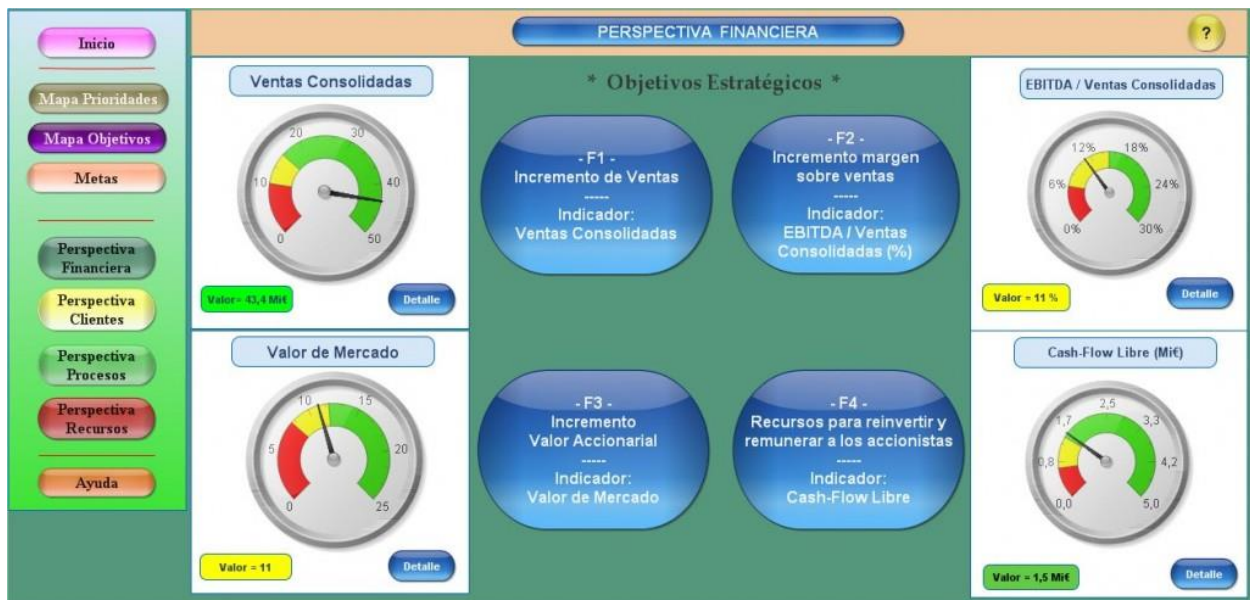 Inicio
Mapa Prioridades
Mapa Objetivos
Metas
Perspectiva
Financiera
Perspectiva
Clientes
Perspectiva
Procesos
Perspectiva
Recursos
Ayuda
PERSPECTIVA FINANCIERA
?
Ventas Consolidadas
0
10
20
30
40
50
Valor= 43,4 Mi€
Detalle
* Objetivos Estratégicos *
- F1 -
Incremento de Ventas
-----
Indicador:
Ventas Consolidadas
- F2 -
Incremento margen
sobre ventas
-----
Indicador:
EBITDA / Ventas
Consolidadas (%)
EBITDA / Ventas Consolidadas
0%
6%
12%
18%
24%
30%
Valor = 11 %
Detalle
Valor de Mercado
0
5
10
15
20
25
Valor = 11
Detalle
- F3 -
Incremento
Valor Accionarial
-----
Indicador:
Valor de Mercado
- F4 -
Recursos para reinvertir y
remunerar a los accionistas
-----
Indicador:
Cash-Flow Libre
Cash-Flow Libre (Mi€)
0,0
0,8
1,7
2,5
3,3
4,2
5,0
Valor = 1,5 Mi€
Detalle